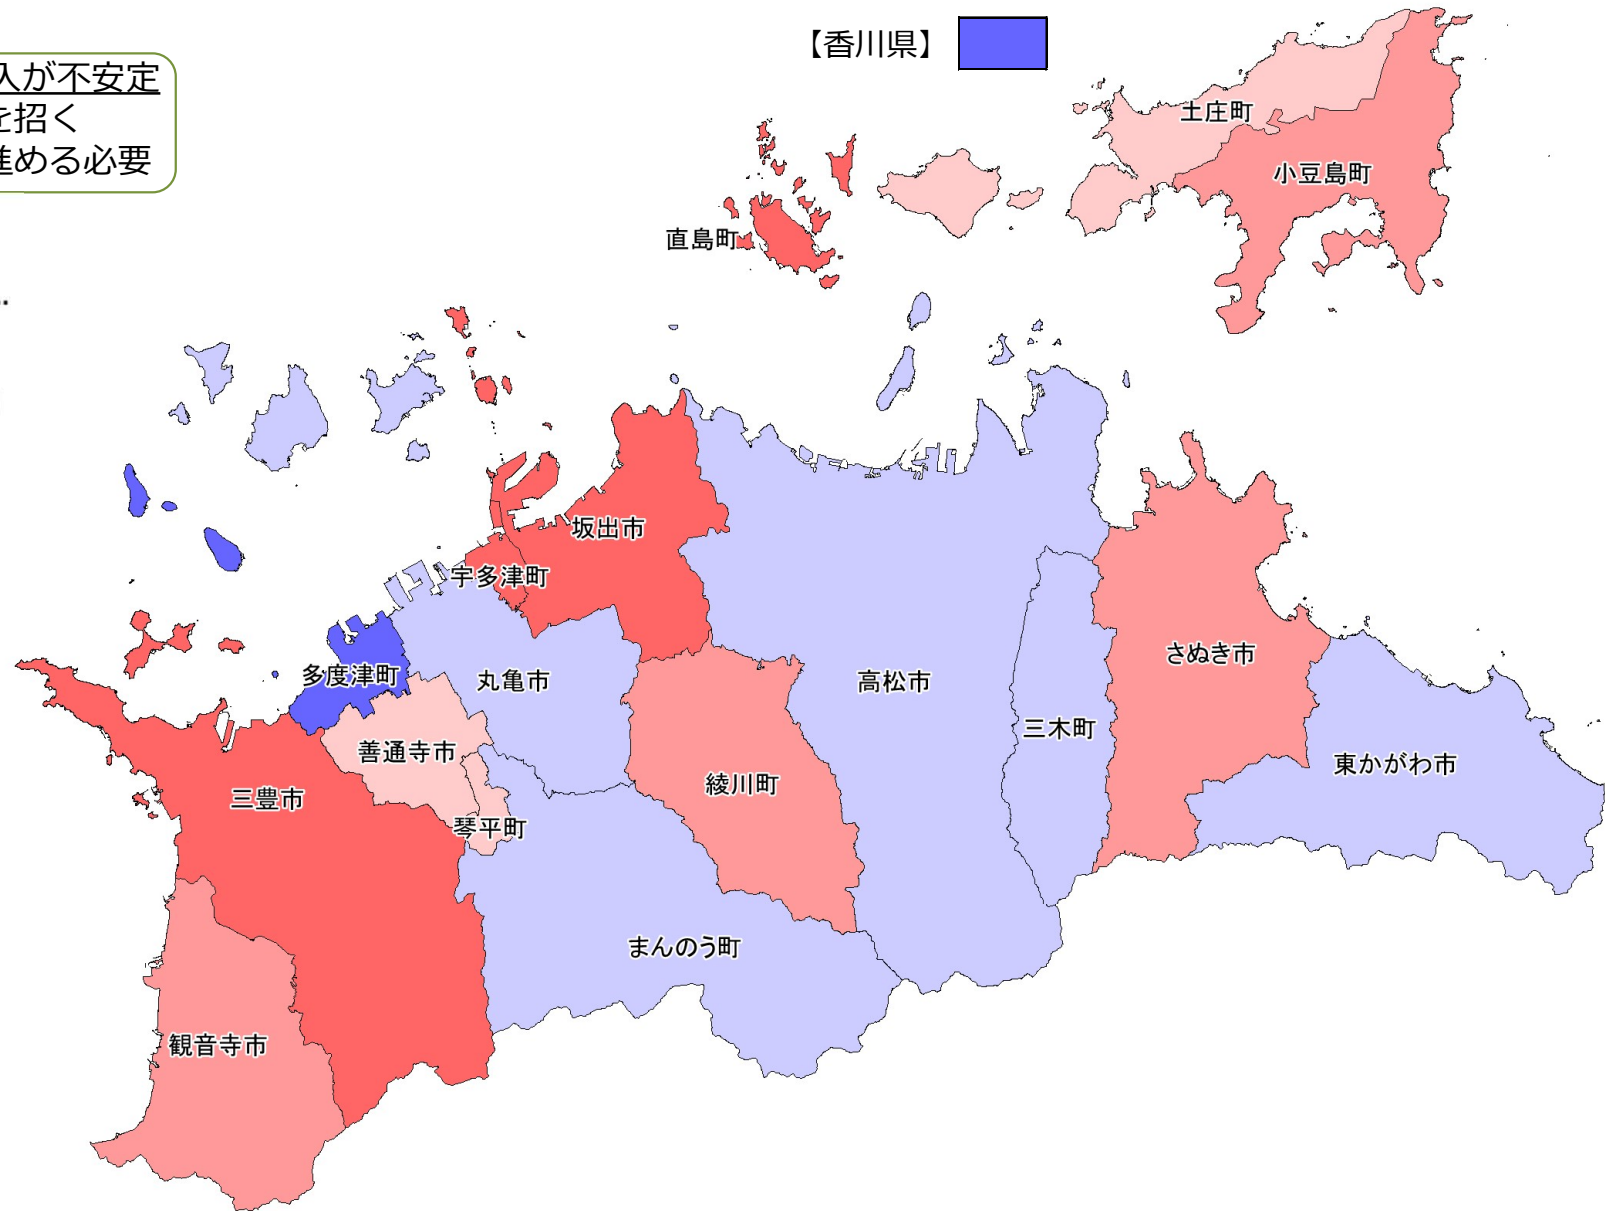 入が不安定
を招く
進める必要
【香川県】
土庄町
小豆島町
直島町
坂出市
宇多津町
多度津町
丸亀市
高松市
さぬき市
三木町
善通寺市
東かがわ市
三豊市
綾川町
琴平町
まんのう町
観音寺市